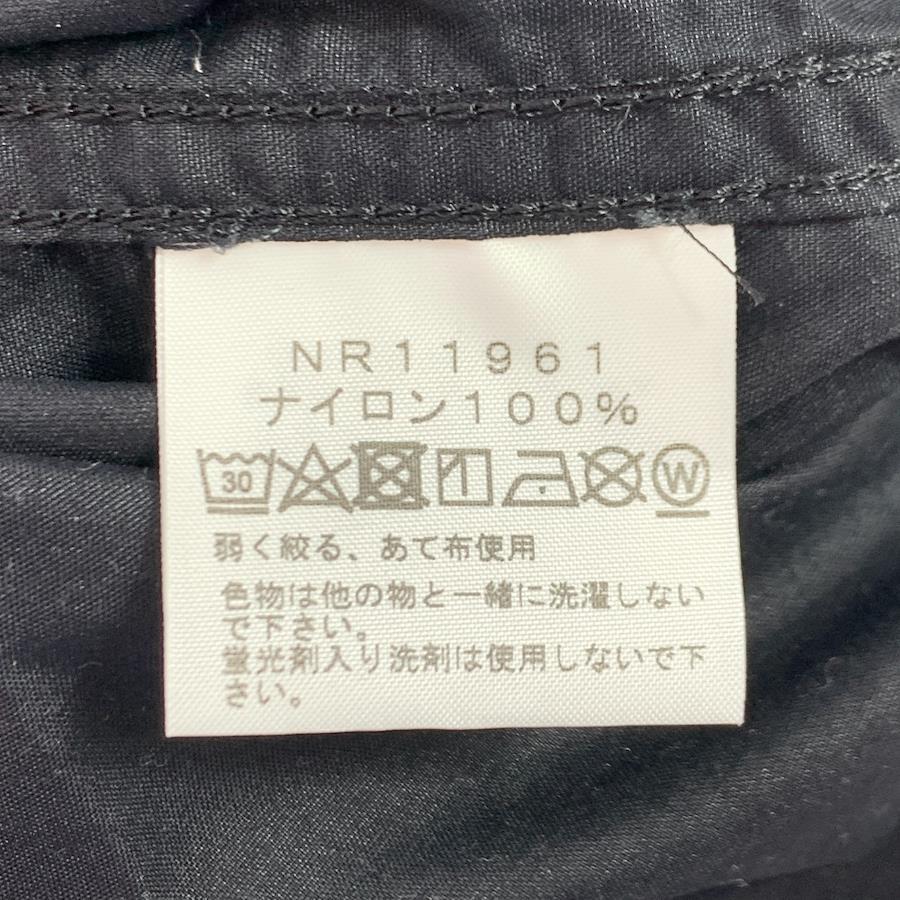 NR11961
ナイロン100%
30 W
弱く絞る、あて布使用
色物は他の物と一緒に洗濯しない
で下さい。
蛍光剤入り洗剤は使用しないで下
さい。